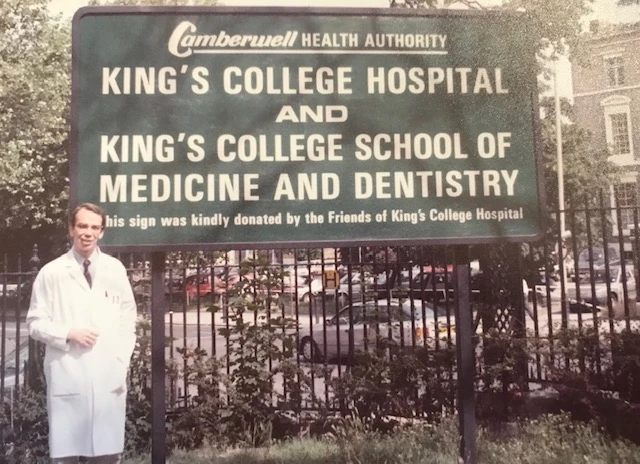 Camberwell HEALTH AUTHORITY
KING'S COLLEGE HOSPITAL
AND
KING'S COLLEGE SCHOOL OF
MEDICINE AND DENTISTRY
his sign was kindly donated by the Friends of King's College Hospital
H